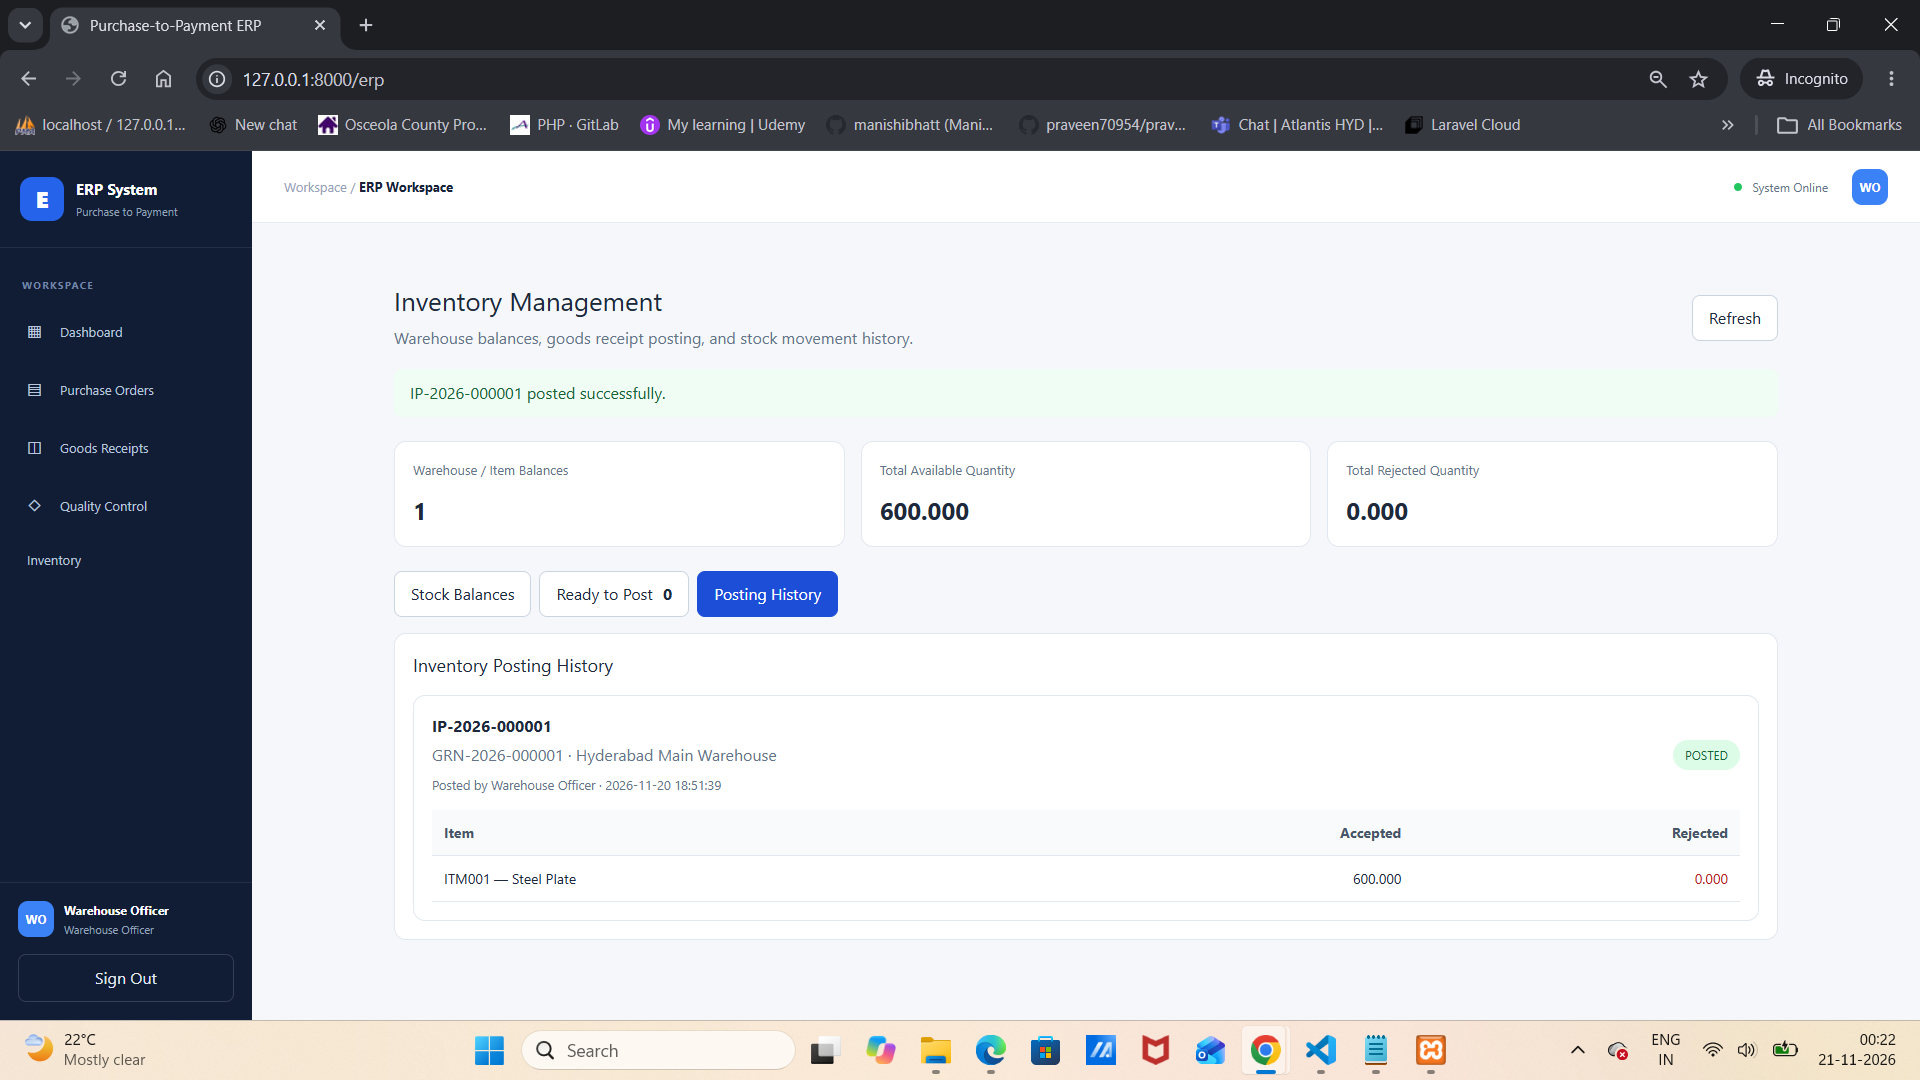 Purchase-to-Payment ERP
127.0.0.1:8000/erp
Incognito
localhost / 127.0.0.1...
New chat
Osceola County Pro...
PHP · GitLab
My learning | Udemy
manishibhatt (Mani...
praveen70954/prav...
Chat | Atlantis HYD |...
Laravel Cloud
All Bookmarks
E
ERP System
Purchase to Payment
WORKSPACE
Dashboard
Purchase Orders
Goods Receipts
Quality Control
Inventory
WO
Warehouse Officer
Warehouse Officer
Sign Out
Workspace / ERP Workspace
System Online
WO
Inventory Management
Warehouse balances, goods receipt posting, and stock movement history.
Refresh
IP-2026-000001 posted successfully.
Warehouse / Item Balances
1
Total Available Quantity
600.000
Total Rejected Quantity
0.000
Stock Balances
Ready to Post 0
Posting History
Inventory Posting History
IP-2026-000001
GRN-2026-000001 · Hyderabad Main Warehouse
Posted by Warehouse Officer · 2026-11-20 18:51:39
POSTED
Item Accepted Rejected
ITM001 — Steel Plate 600.000 0.000
22°C
Mostly clear
Search
ENG
IN
00:22
21-11-2026